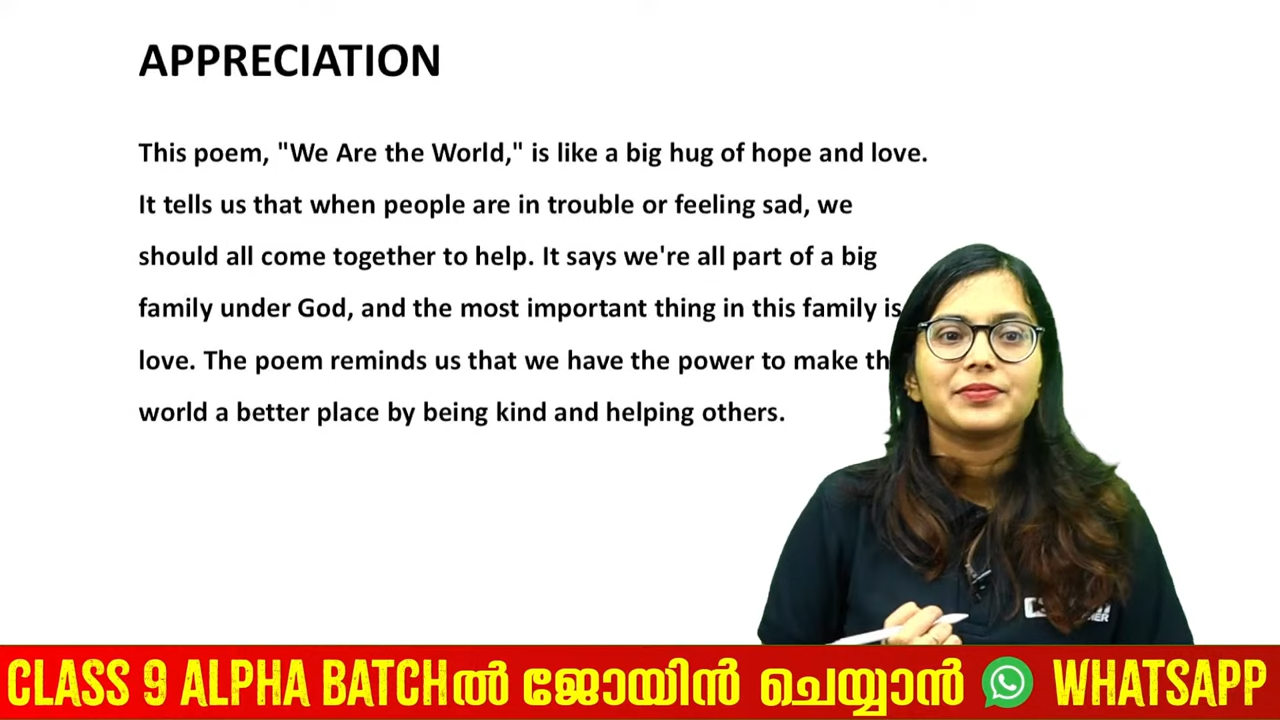 APPRECIATION
This poem, "We Are the World," is like a big hug of hope and love.
It tells us that when people are in trouble or feeling sad, we
should all come together to help. It says we're all part of a big
family under God, and the most important thing in this family is
love. The poem reminds us that we have the power to make th
world a better place by being kind and helping others.
CLASS 9 ALPHA BATCHൽ ജോയിൻ ചെയ്യാൻ WHATSAPP